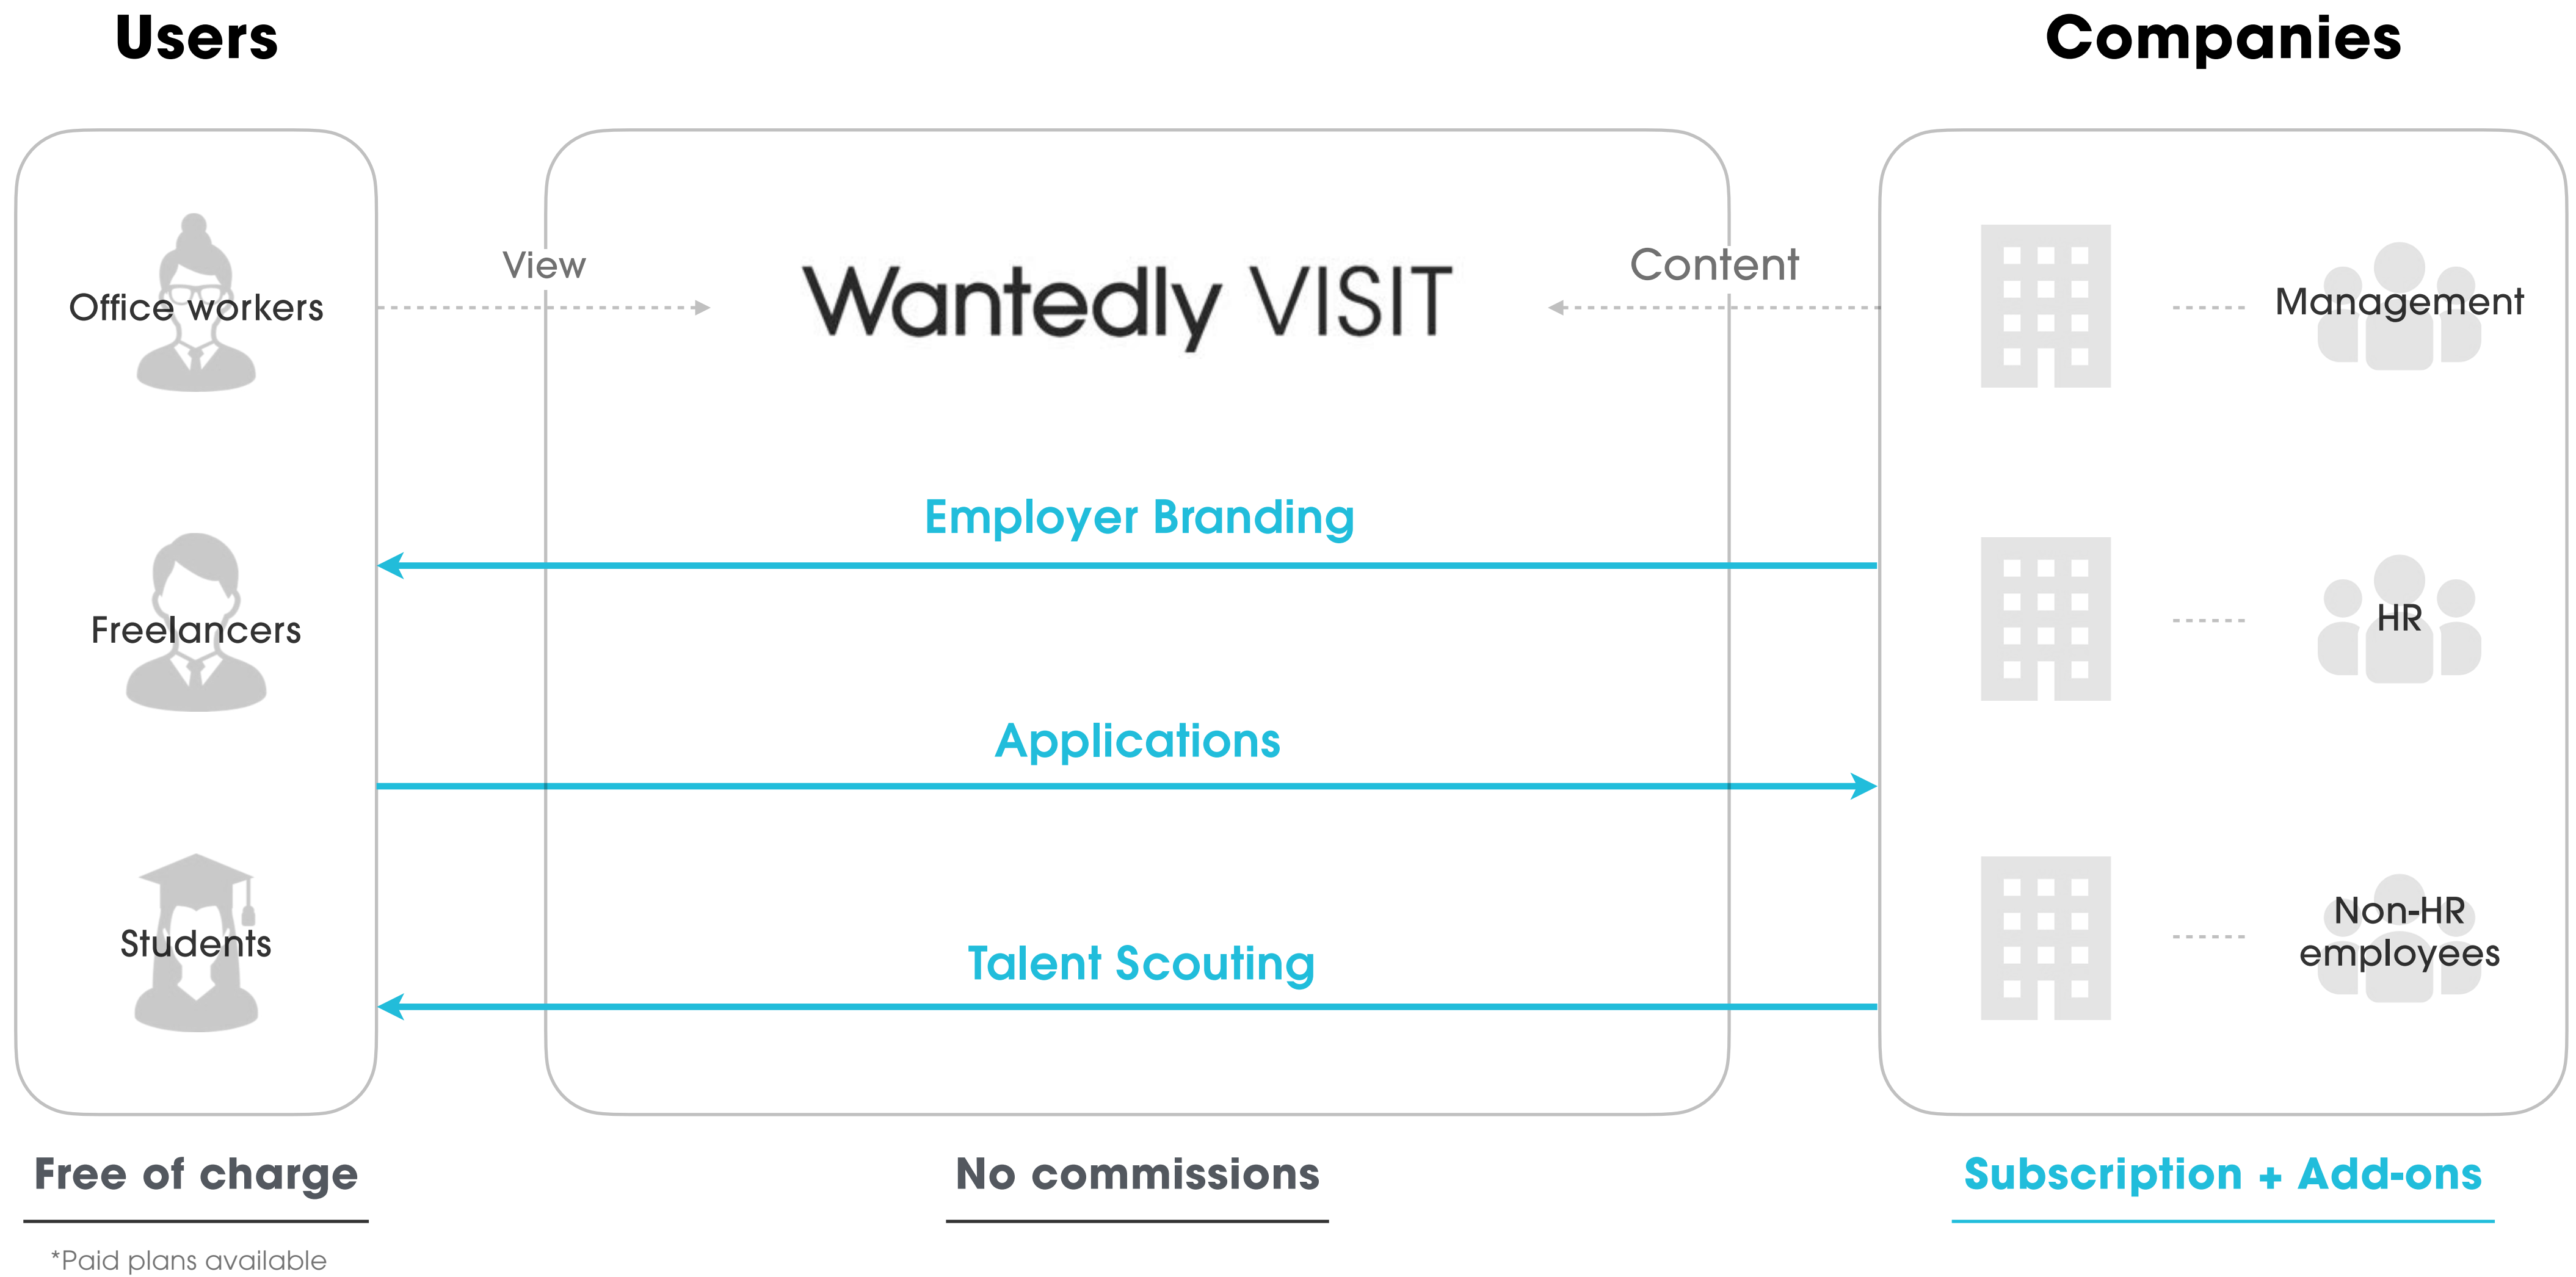 Users
Companies
Office workers
View
Wantedly VISIT
Content
Management
Employer Branding
Freelancers
HR
Applications
Students
Talent Scouting
Non-HR
employees
Free of charge
No commissions
Subscription + Add-ons
*Paid plans available